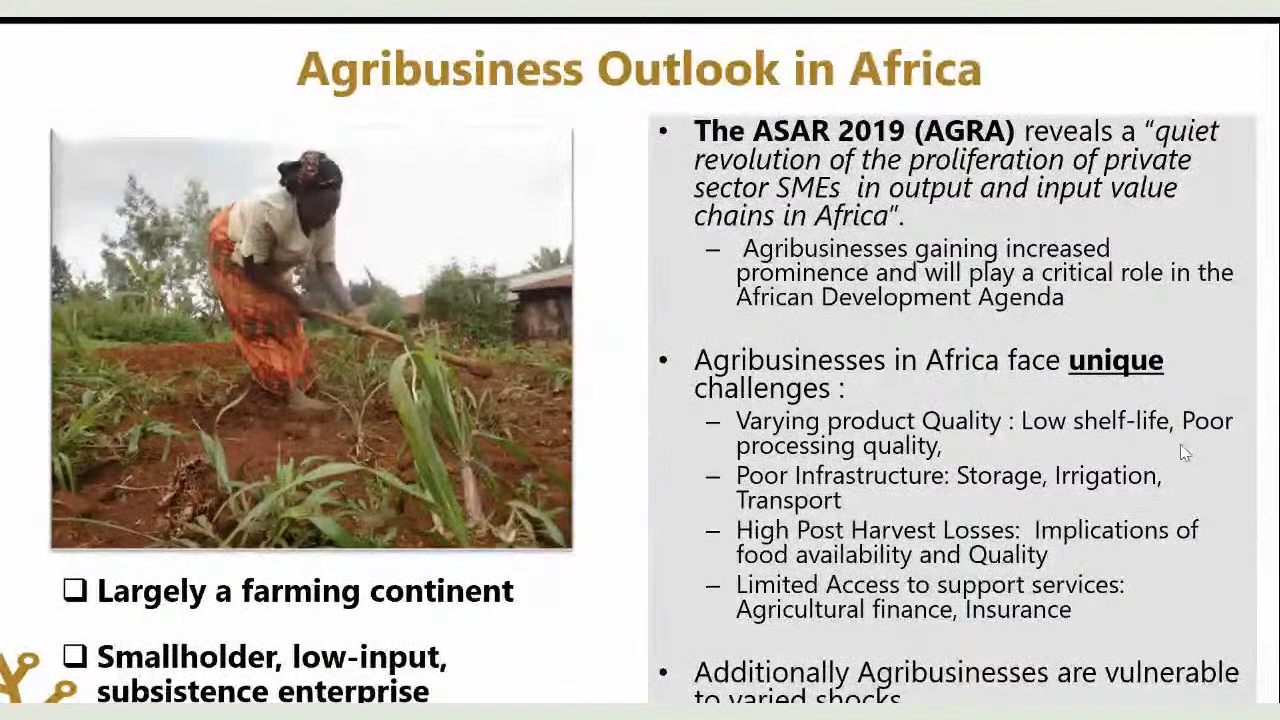 Agribusiness Outlook in Africa
❑ Largely a farming continent
❑ Smallholder, low-input,
subsistence enterprise
• The ASAR 2019 (AGRA) reveals a “quiet
revolution of the proliferation of private
sector SMEs in output and input value
chains in Africa”.
– Agribusinesses gaining increased
prominence and will play a critical role in the
African Development Agenda
• Agribusinesses in Africa face unique
challenges :
– Varying product Quality : Low shelf-life, Poor
processing quality,
– Poor Infrastructure: Storage, Irrigation,
Transport
– High Post Harvest Losses: Implications of
food availability and Quality
– Limited Access to support services:
Agricultural finance, Insurance
• Additionally Agribusinesses are vulnerable
to varied shocks